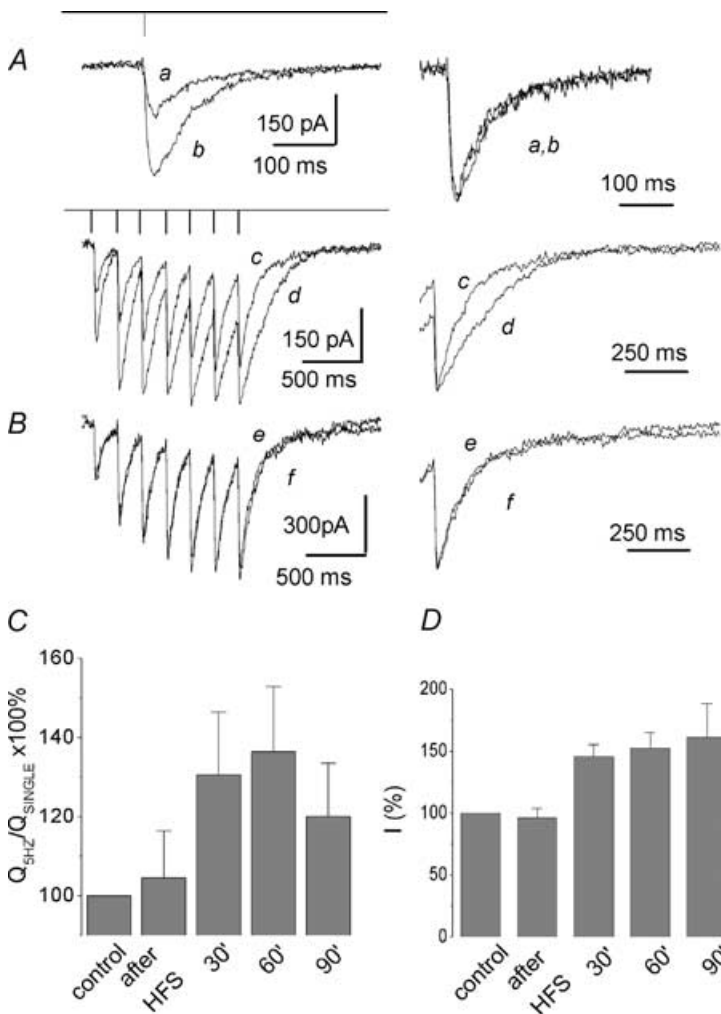 A
a
b
150 pA
100 ms
a,b
100 ms
c
d
150 pA
500 ms
c
d
250 ms
B
e
f
300pA
500 ms
e
f
250 ms
C
Q5HZ/QSINGLE x100%
160
140
120
100
control
after
HFS
30'
60'
90'
D
I (%)
200
150
100
50
0
control
after
HFS
30'
60'
90'